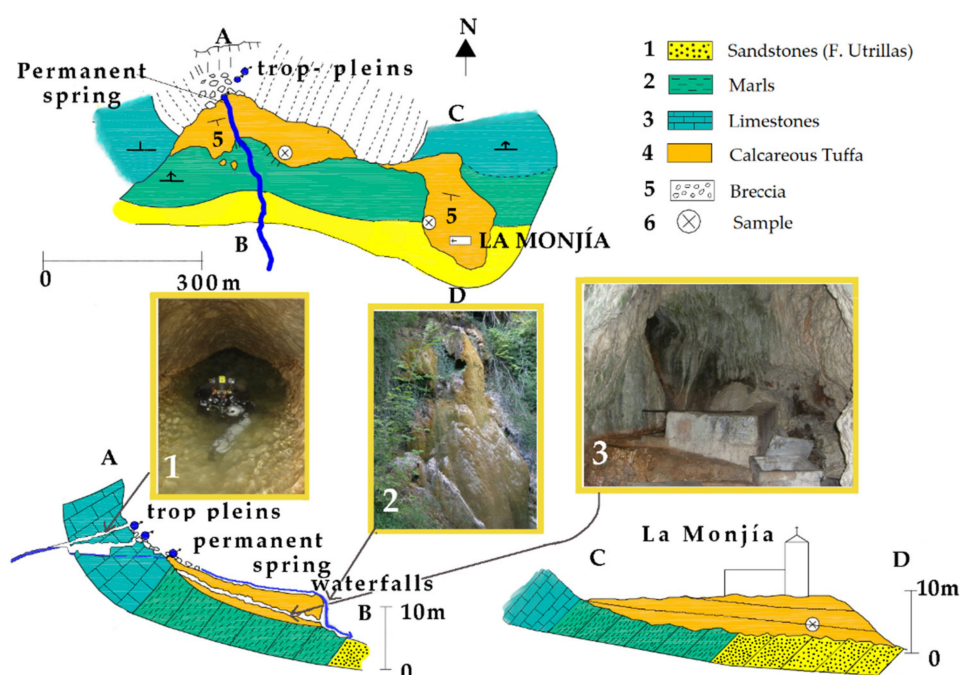 A
N
Permanent
spring
trop- pleins
C
5
5
B
LA MONJÍA
D
0
300m
1 Sandstones (F. Utrillas)
2 Marls
3 Limestones
4 Calcareous Tuffa
5 Breccia
6 Sample
1
2
3
A
trop pleins
permanent
spring
waterfalls
B
10m
0
La Monjía
C
D
10m
0